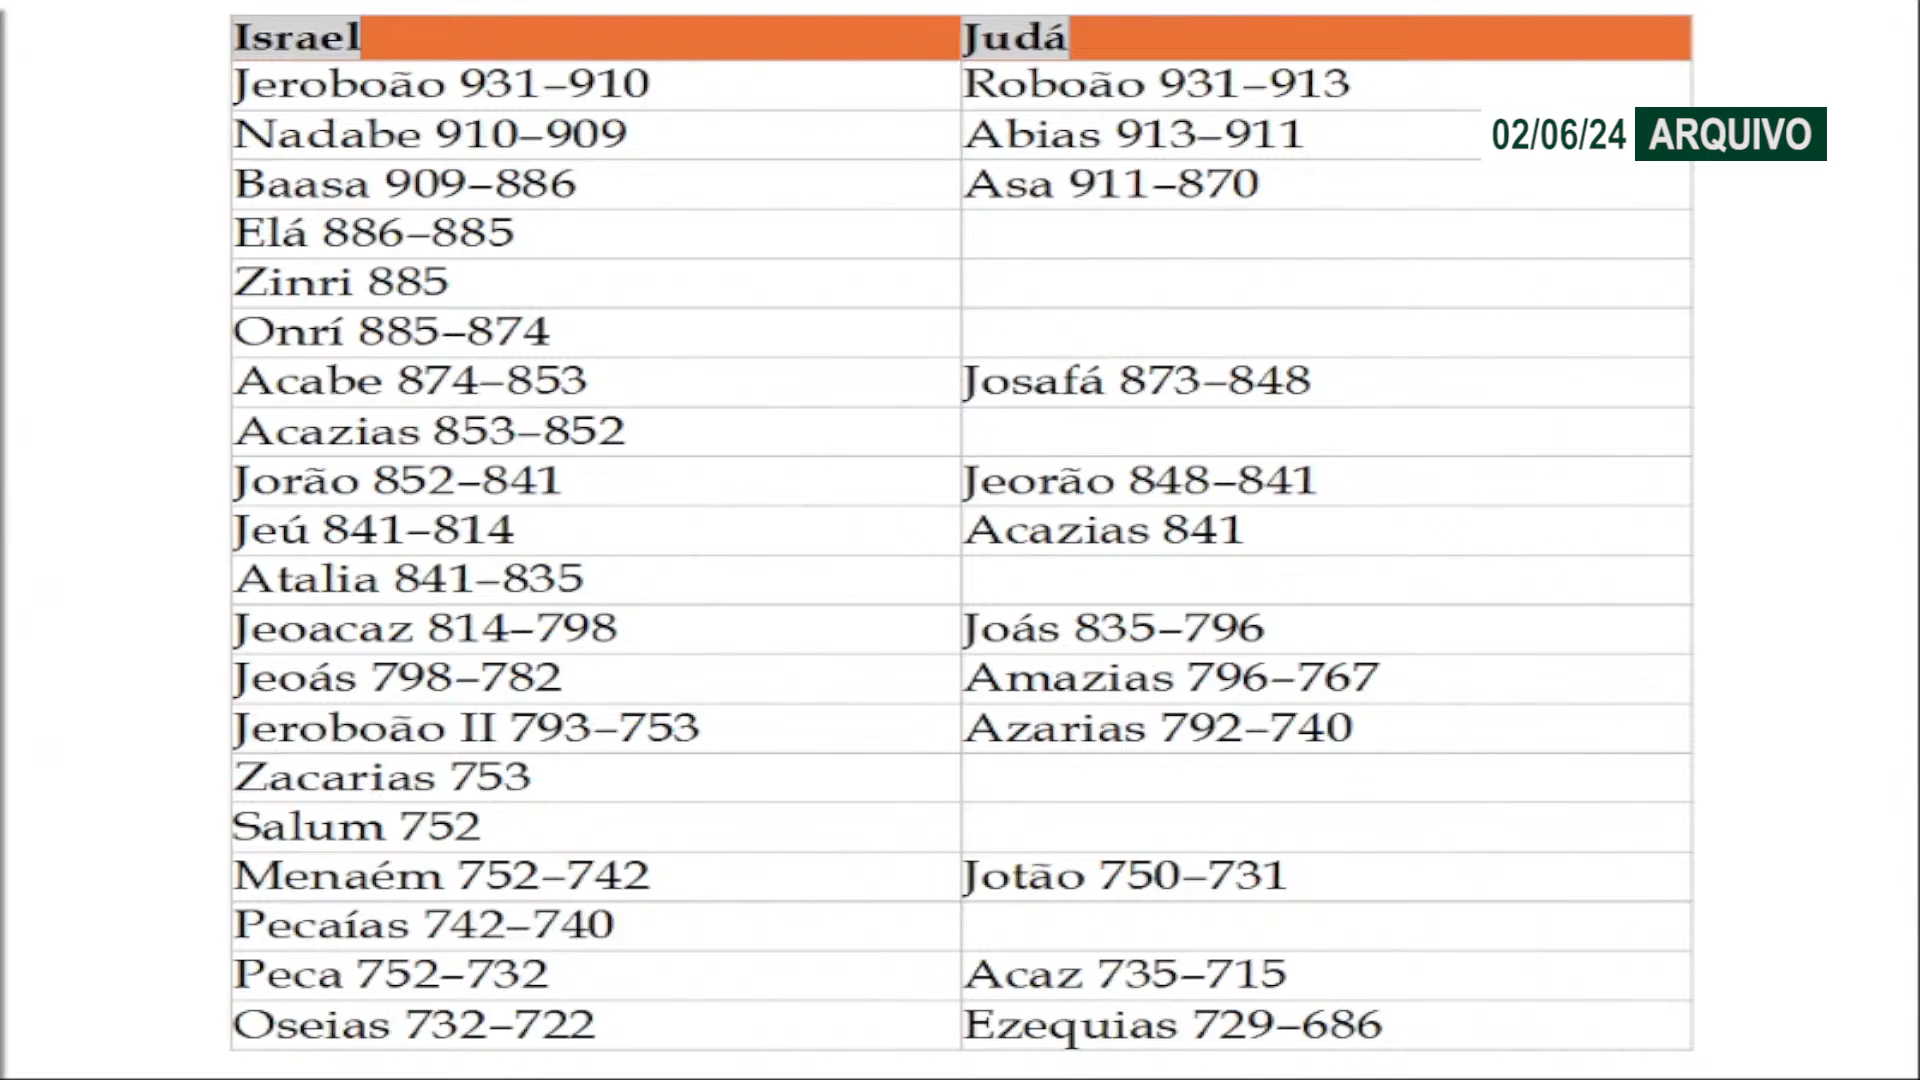 Israel Judá
Jeroboão 931–910 Roboão 931–913
02/06/24 ARQUIVO
Nadabe 910–909 Abias 913–911
Baasa 909–886 Asa 911–870
Elá 886–885
Zinri 885
Onrí 885–874
Acabe 874–853 Josafá 873–848
Acazias 853–852
Jorão 852–841 Jeorão 848–841
Jeú 841–814 Acazias 841
Atalia 841–835
Jeoacaz 814–798 Joás 835–796
Jeoás 798–782 Amazias 796–767
Jeroboão II 793–753 Azarias 792–740
Zacarias 753
Salum 752
Menaém 752–742 Jotão 750–731
Pecaías 742–740
Peca 752–732 Acaz 735–715
Oseias 732–722 Ezequias 729–686